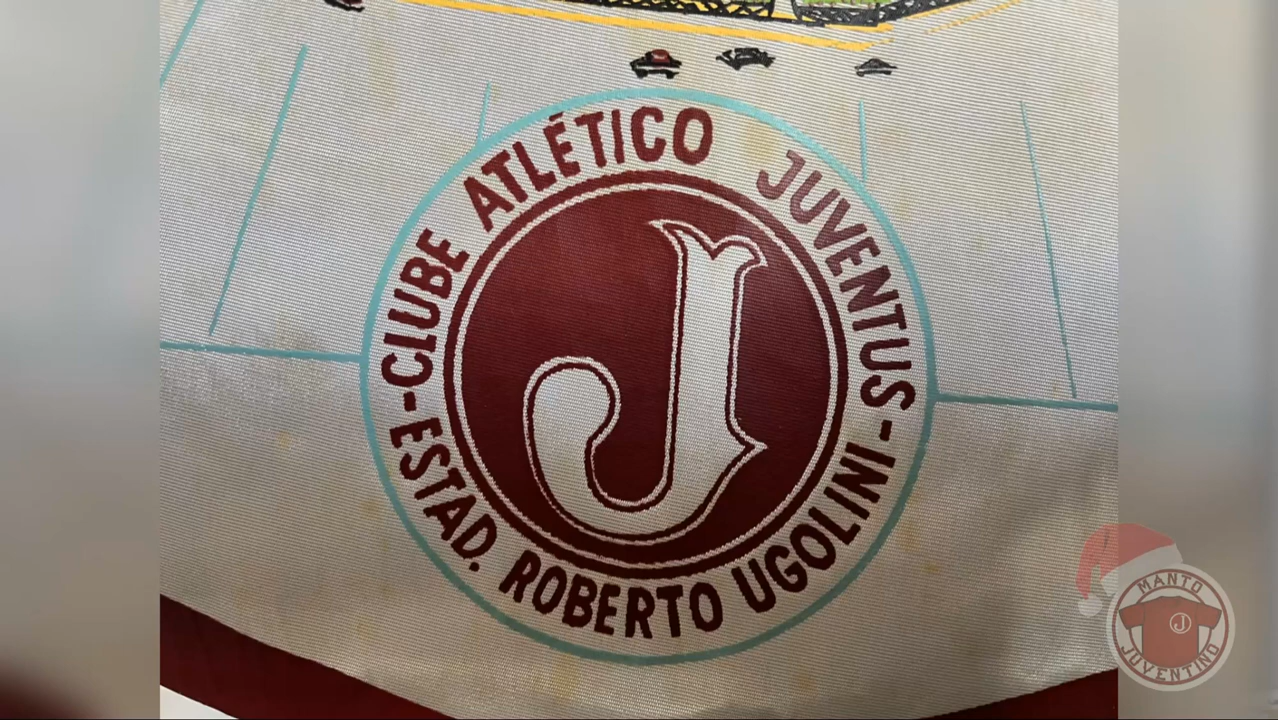 CLUBE ATLÉTICO JUVENTUS
-ESTAD. ROBERTO UGOLINI-
J
MANTO
J
JUVENTINO